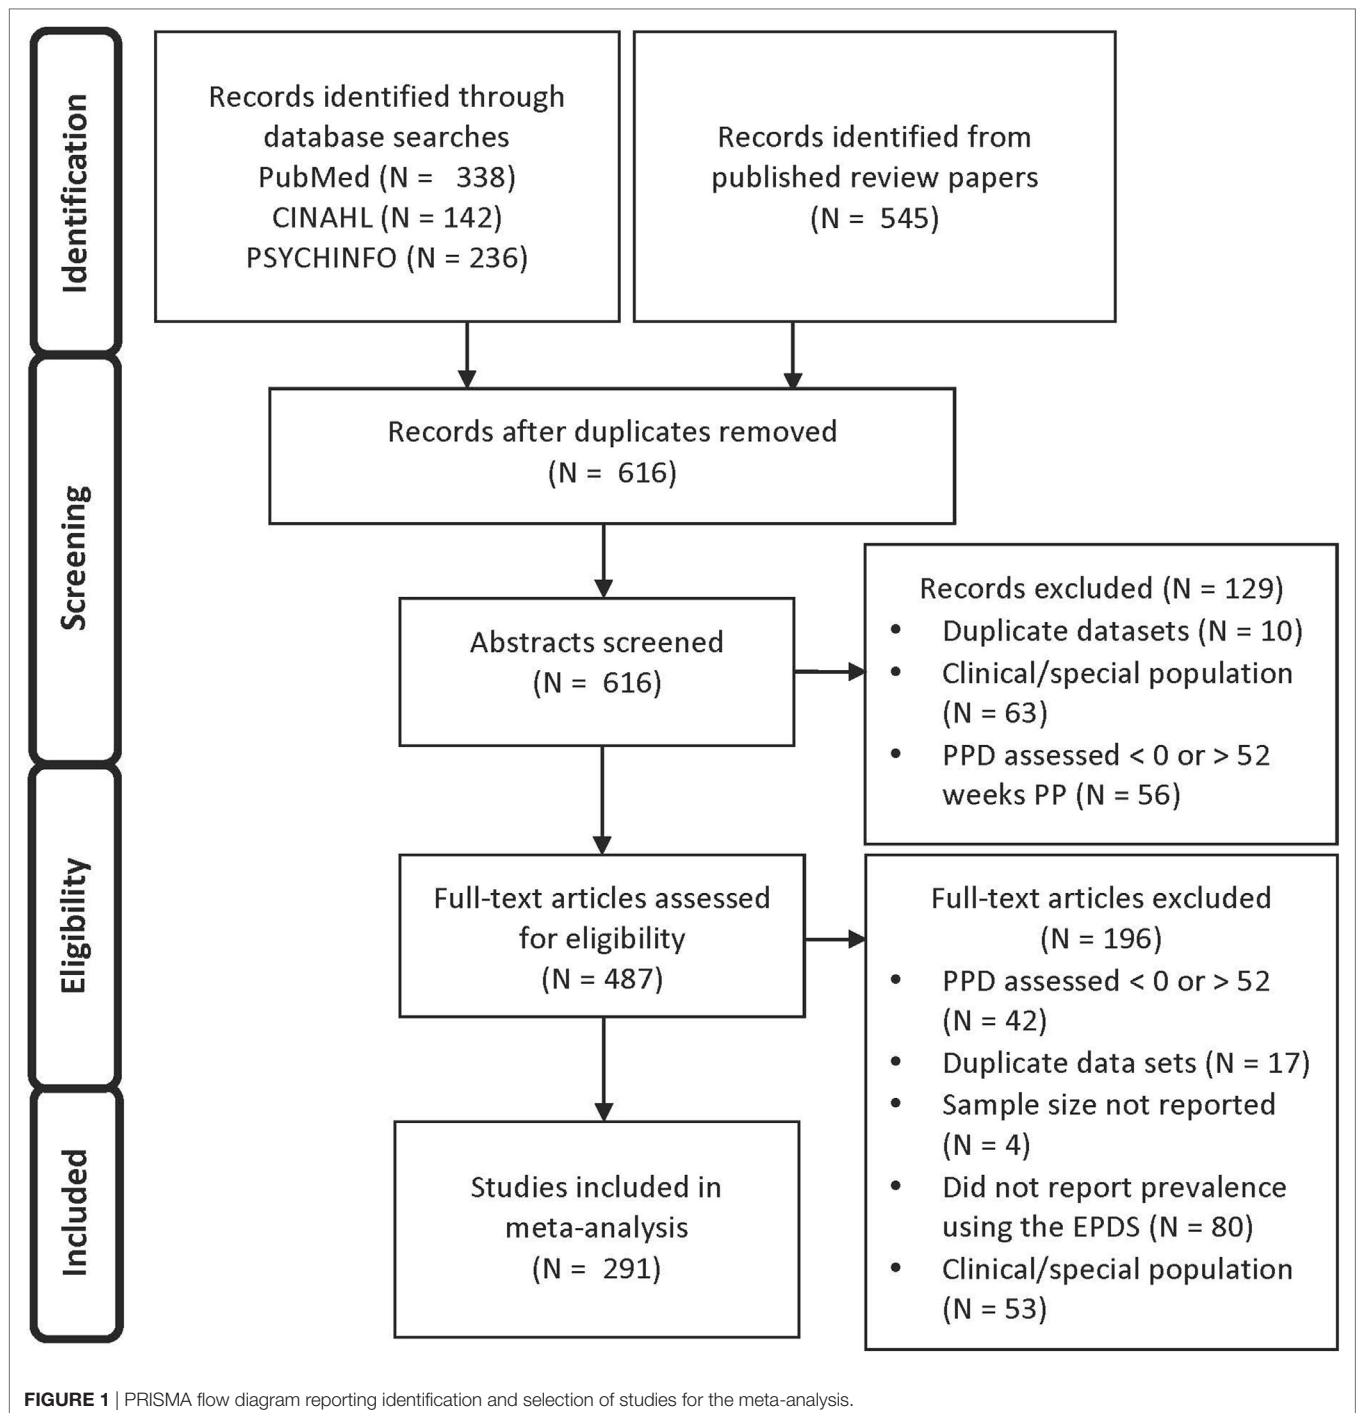 Identification
Records identified through
database searches
PubMed (N = 338)
CINAHL (N = 142)
PSYCHINFO (N = 236)
Records identified from
published review papers
(N = 545)
Screening
Records after duplicates removed
(N = 616)
Abstracts screened
(N = 616)
Records excluded (N = 129)
• Duplicate datasets (N = 10)
• Clinical/special population
(N = 63)
• PPD assessed < 0 or > 52
weeks PP (N = 56)
Eligibility
Full-text articles assessed
for eligibility
(N = 487)
Full-text articles excluded
(N = 196)
• PPD assessed < 0 or > 52
(N = 42)
• Duplicate data sets (N = 17)
• Sample size not reported
(N = 4)
• Did not report prevalence
using the EPDS (N = 80)
• Clinical/special population
(N = 53)
Included
Studies included in
meta-analysis
(N = 291)
FIGURE 1 | PRISMA flow diagram reporting identification and selection of studies for the meta-analysis.